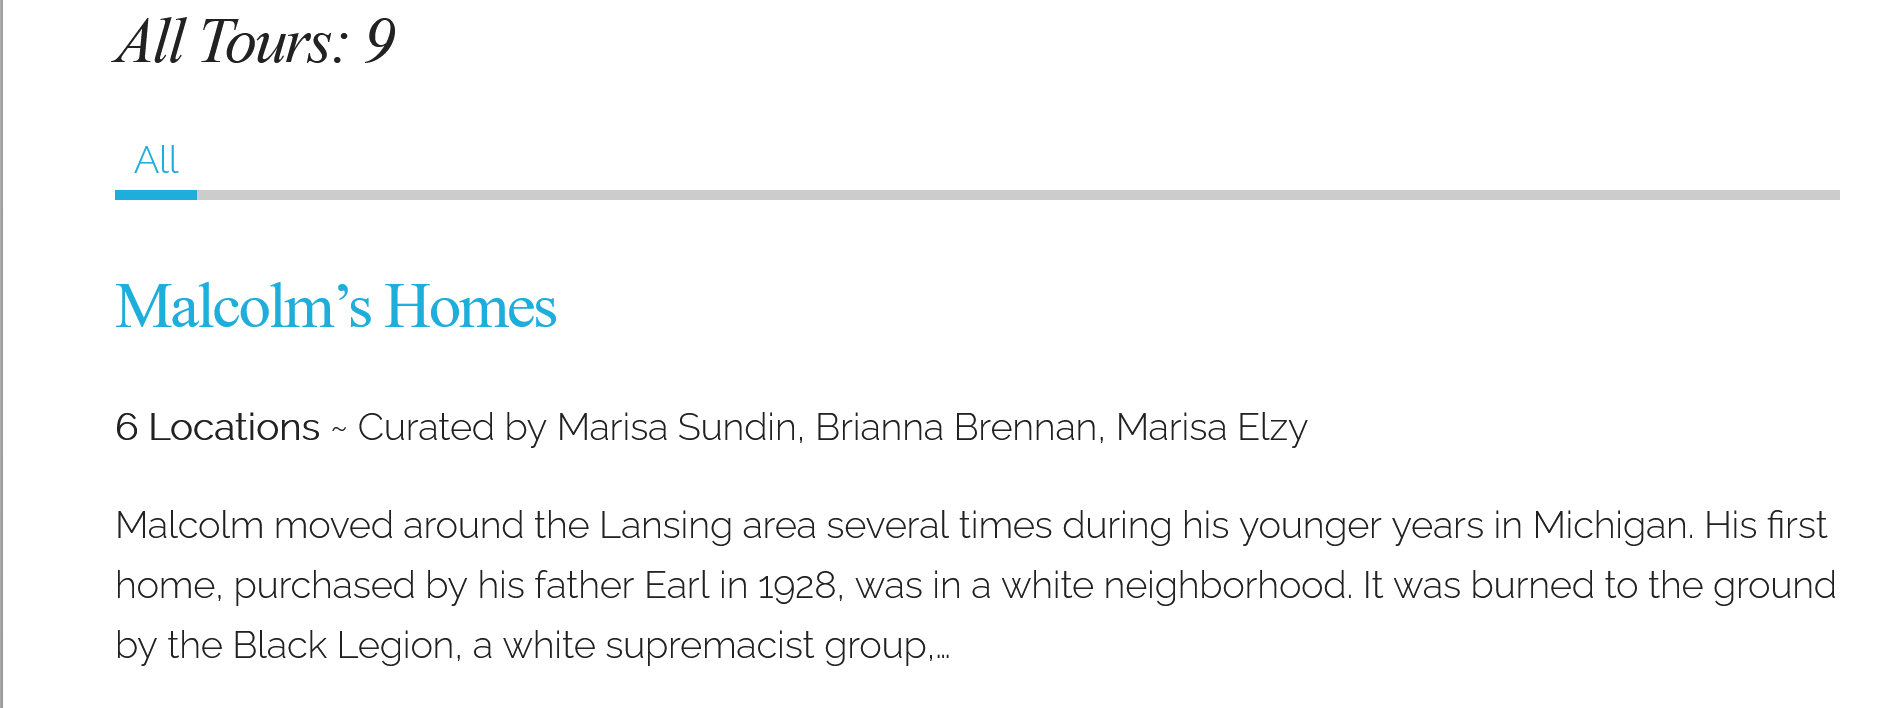 All Tours: 9
All
Malcolm’s Homes
6 Locations ~ Curated by Marisa Sundin, Brianna Brennan, Marisa Elzy
Malcolm moved around the Lansing area several times during his younger years in Michigan. His first
home, purchased by his father Earl in 1928, was in a white neighborhood. It was burned to the ground
by the Black Legion, a white supremacist group,…